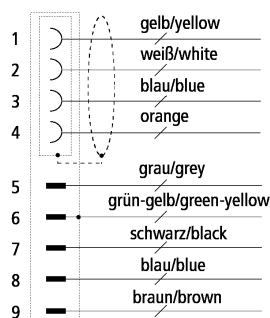 1 gelb/yellow
2 weiß/white
3 blau/blue
4 orange
5 grau/grey
6 grün-gelb/green-yellow
7 schwarz/black
8 blau/blue
9 braun/brown